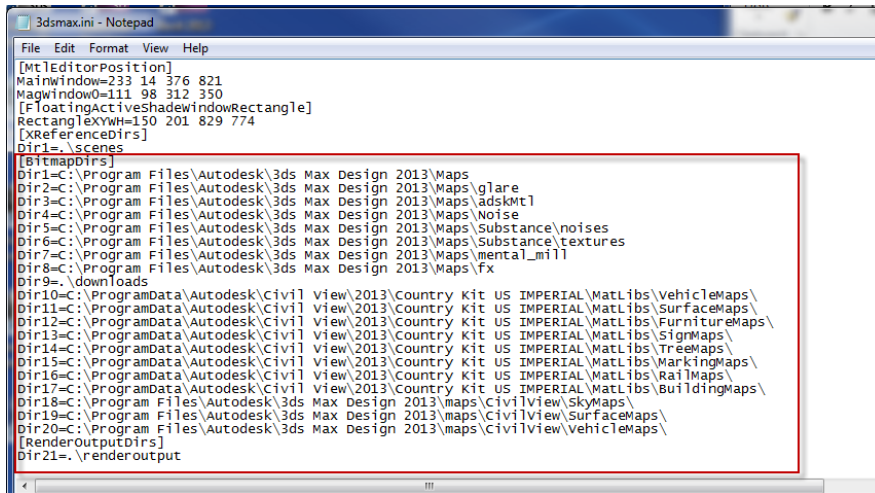 3dsmax.ini - Notepad
File Edit Format View Help
[MtlEditorPosition]
MainWindow=233 14 376 821
MagWindow0=111 98 312 350
[FloatingActiveShadeWindowRectangle]
RectangleXYWH=150 201 829 774
[XReferenceDirs]
Dir1=.\scenes
[BitmapDirs]
Dir1=C:\Program Files\Autodesk\3ds Max Design 2013\Maps
Dir2=C:\Program Files\Autodesk\3ds Max Design 2013\Maps\glare
Dir3=C:\Program Files\Autodesk\3ds Max Design 2013\Maps\adskMtl
Dir4=C:\Program Files\Autodesk\3ds Max Design 2013\Maps\Noise
Dir5=C:\Program Files\Autodesk\3ds Max Design 2013\Maps\Substance\noises
Dir6=C:\Program Files\Autodesk\3ds Max Design 2013\Maps\Substance\textures
Dir7=C:\Program Files\Autodesk\3ds Max Design 2013\Maps\mental_mill
Dir8=C:\Program Files\Autodesk\3ds Max Design 2013\Maps\fx
Dir9=.\downloads
Dir10=C:\ProgramData\Autodesk\Civil View\2013\Country Kit US IMPERIAL\MatLibs\VehicleMaps\
Dir11=C:\ProgramData\Autodesk\Civil View\2013\Country Kit US IMPERIAL\MatLibs\SurfaceMaps\
Dir12=C:\ProgramData\Autodesk\Civil View\2013\Country Kit US IMPERIAL\MatLibs\FurnitureMaps\
Dir13=C:\ProgramData\Autodesk\Civil View\2013\Country Kit US IMPERIAL\MatLibs\SignMaps\
Dir14=C:\ProgramData\Autodesk\Civil View\2013\Country Kit US IMPERIAL\MatLibs\TreeMaps\
Dir15=C:\ProgramData\Autodesk\Civil View\2013\Country Kit US IMPERIAL\MatLibs\MarkingMaps\
Dir16=C:\ProgramData\Autodesk\Civil View\2013\Country Kit US IMPERIAL\MatLibs\RailMaps\
Dir17=C:\ProgramData\Autodesk\Civil View\2013\Country Kit US IMPERIAL\MatLibs\BuildingMaps\
Dir18=C:\Program Files\Autodesk\3ds Max Design 2013\maps\CivilView\SkyMaps\
Dir19=C:\Program Files\Autodesk\3ds Max Design 2013\maps\CivilView\SurfaceMaps\
Dir20=C:\Program Files\Autodesk\3ds Max Design 2013\maps\CivilView\VehicleMaps\
[RenderOutputDirs]
Dir21=.\renderoutput